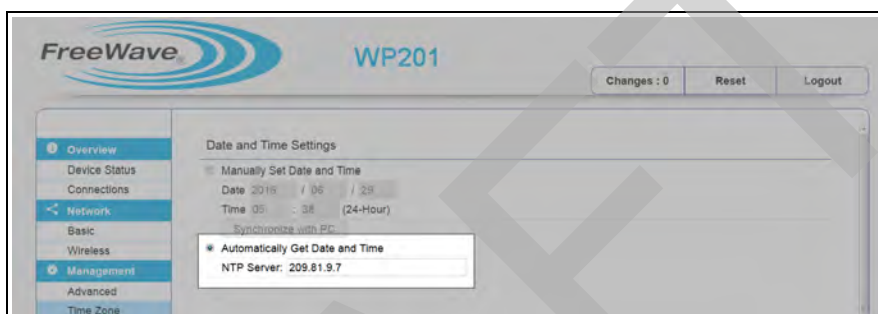 FreeWave®
WP201
Changes : 0 Reset Logout
Overview
Device Status
Connections
Network
Basic
Wireless
Management
Advanced
Time Zone
Date and Time Settings
Manually Set Date and Time
Date 2016 / 06 / 29
Time 05 : 38 (24-Hour)
Synchronize with PC
Automatically Get Date and Time
NTP Server: 209.81.9.7